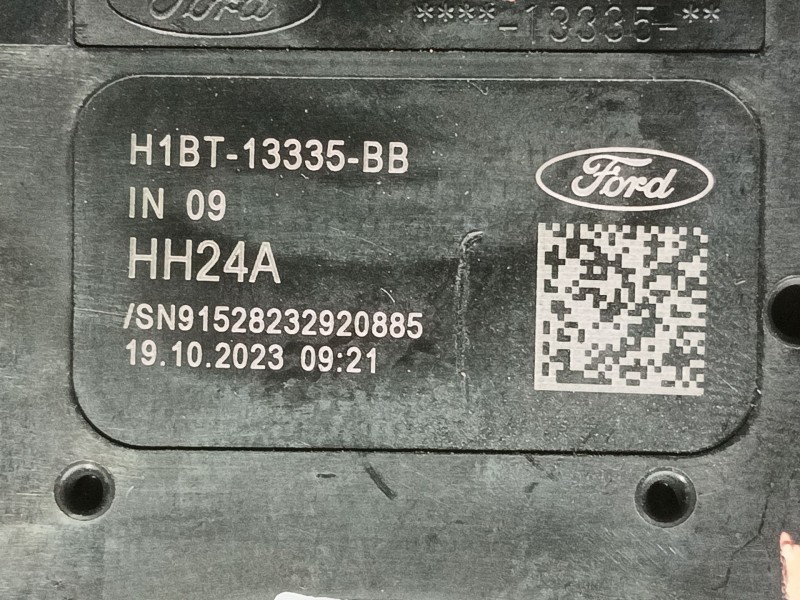 Ford
****-13335-**
H1BT-13335-BB
Ford
IN 09
HH24A
/SN91528232920885
19.10.2023 09:21